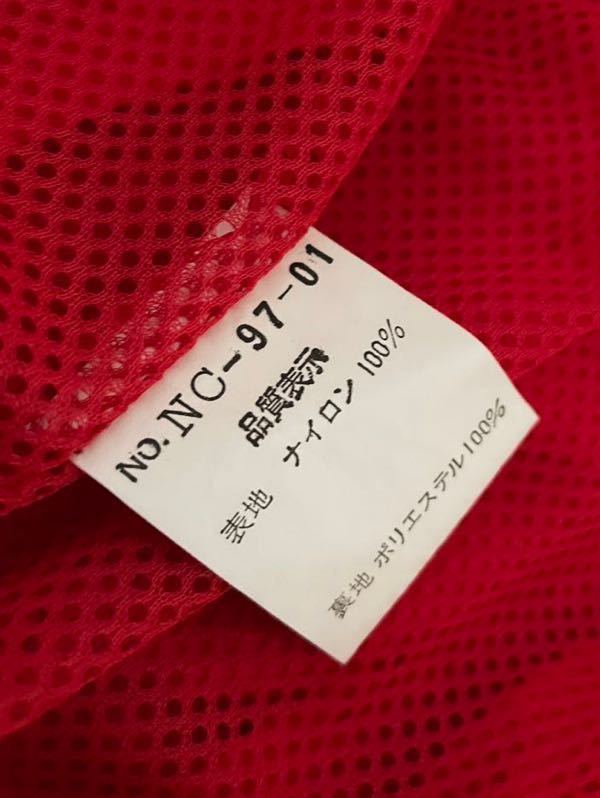 NO. NC-97-01
品質表示
表地 ナイロン 100%
裏地 ポリエステル100%